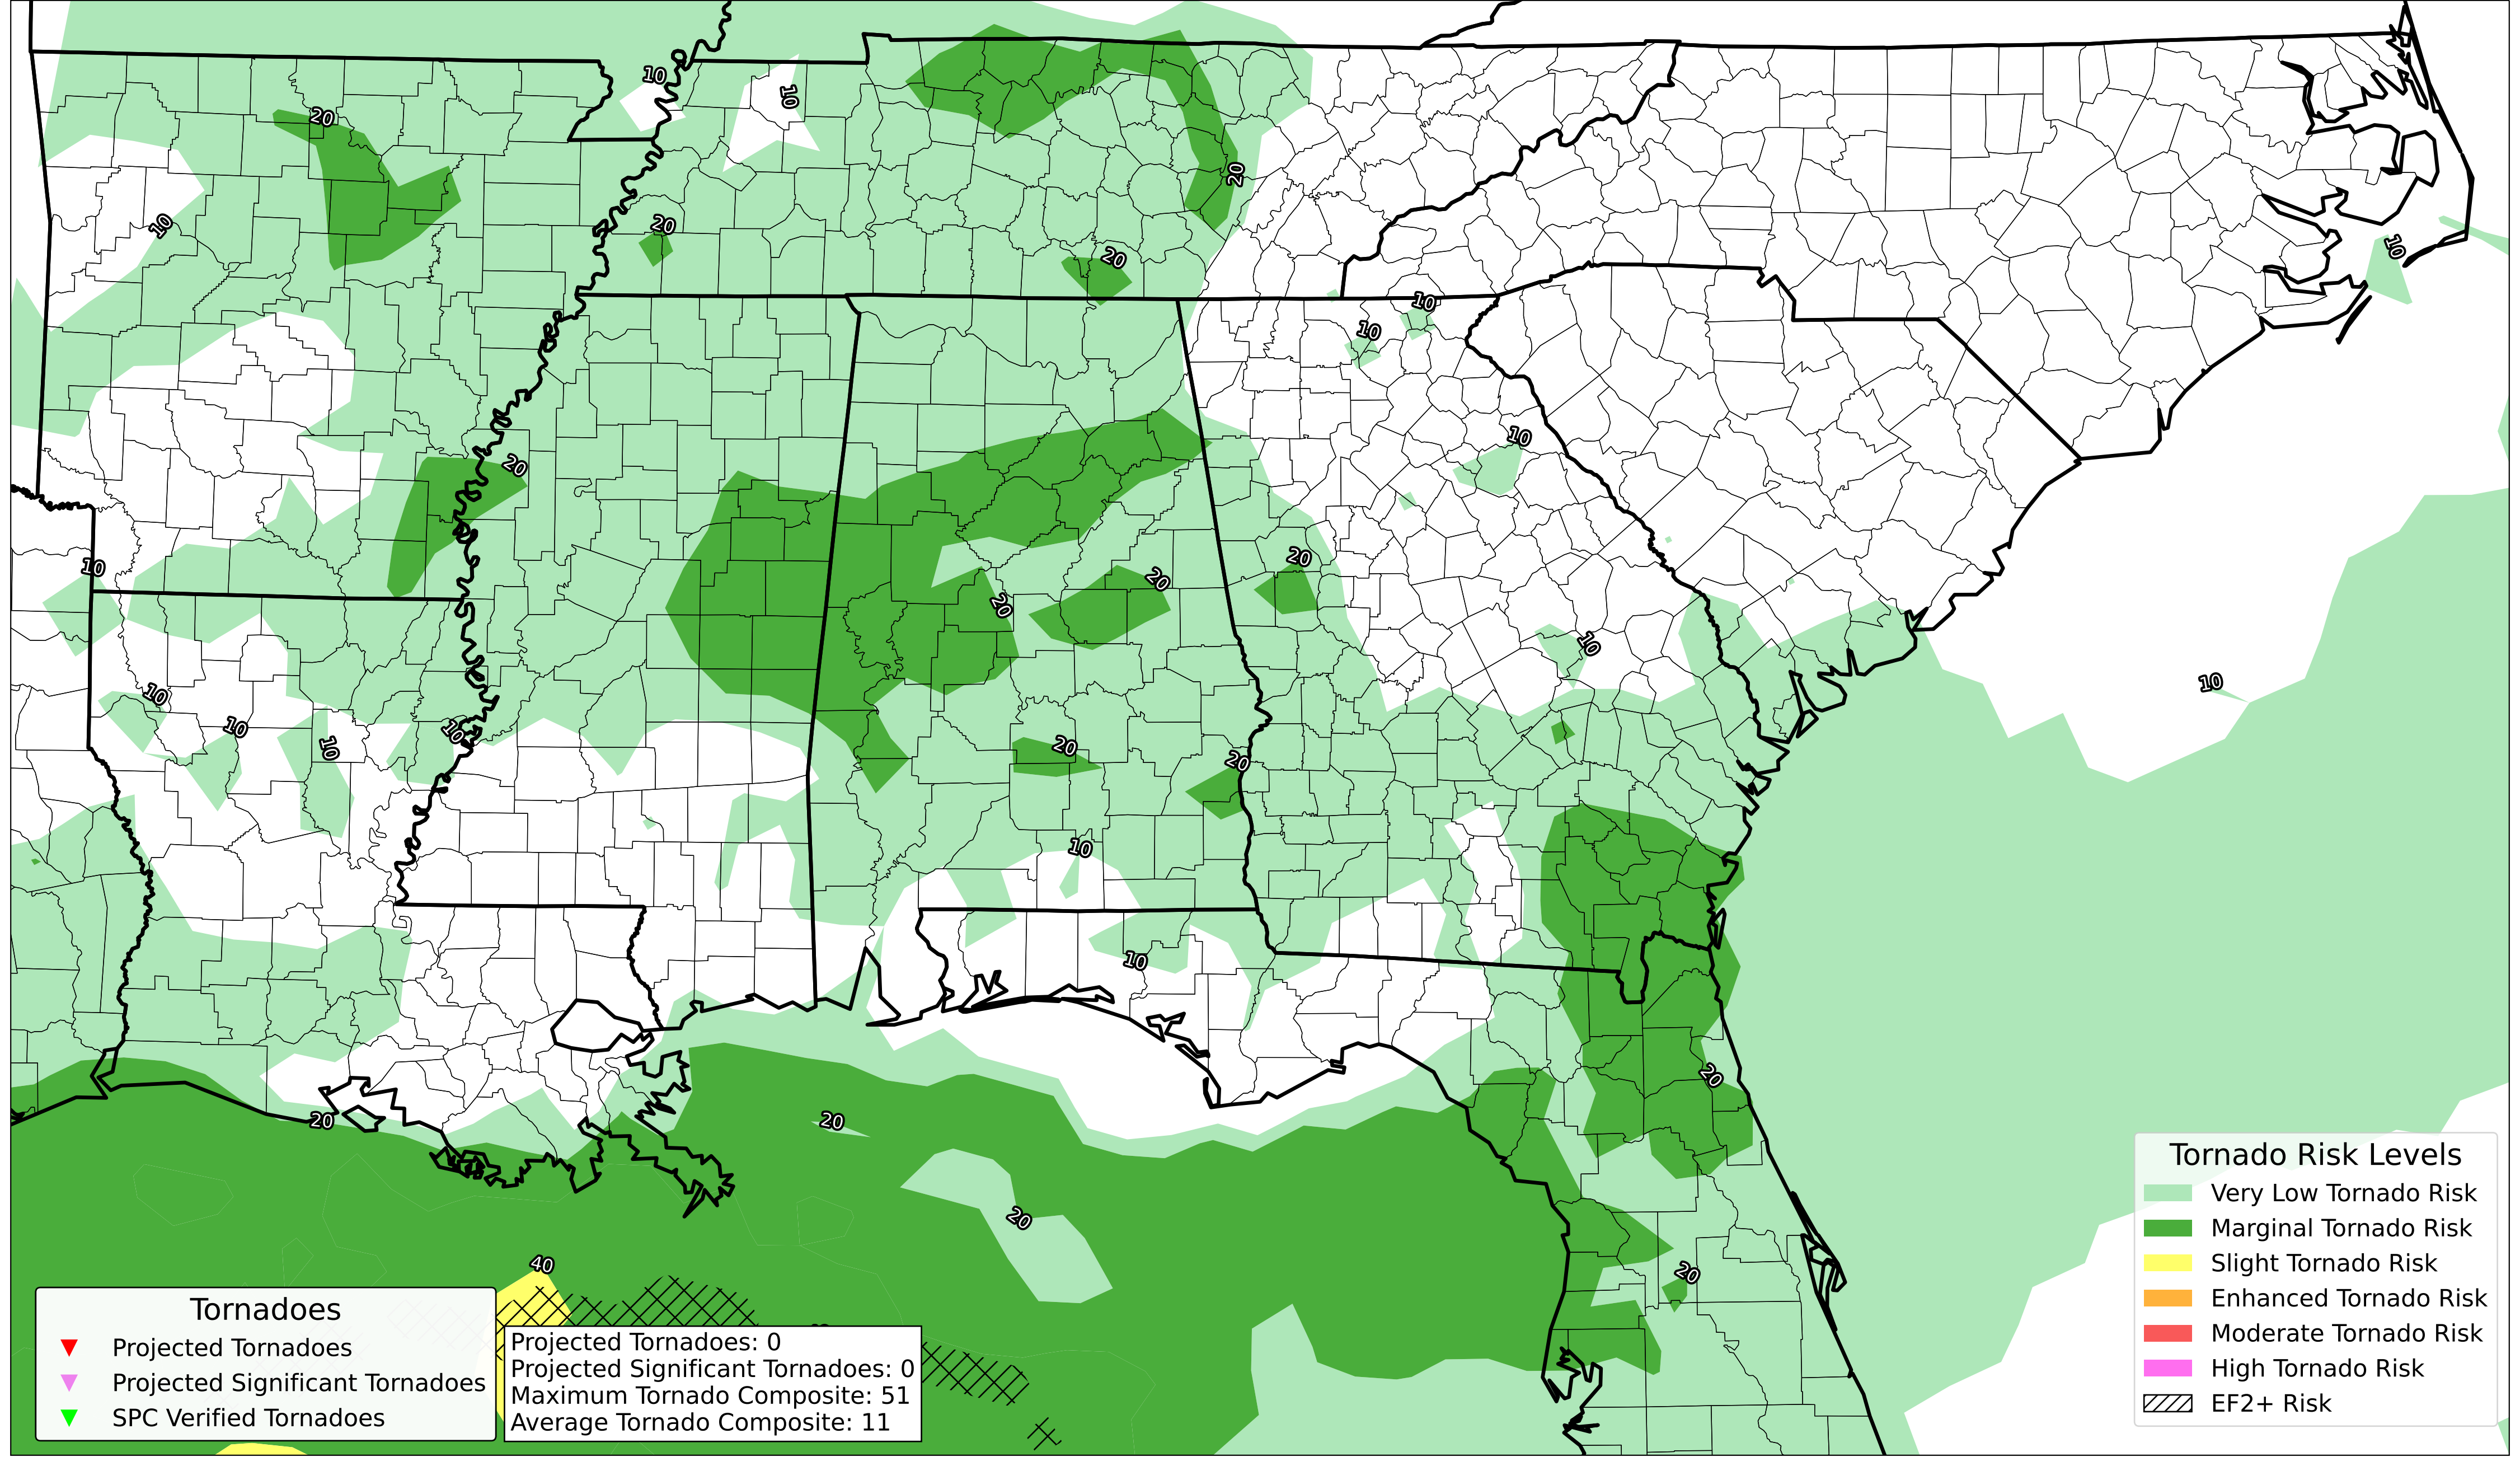 10
10
20
20
10
20
20
10
10
10
10
20
20
10
20
20
20
10
10
10
10
10
10
20
20
10
10
20
20
20
20
20
40
Tornado Risk Levels
Very Low Tornado Risk
Marginal Tornado Risk
Slight Tornado Risk
Enhanced Tornado Risk
Moderate Tornado Risk
High Tornado Risk
EF2+ Risk
Tornadoes
Projected Tornadoes
Projected Significant Tornadoes
SPC Verified Tornadoes
Projected Tornadoes: 0
Projected Significant Tornadoes: 0
Maximum Tornado Composite: 51
Average Tornado Composite: 11